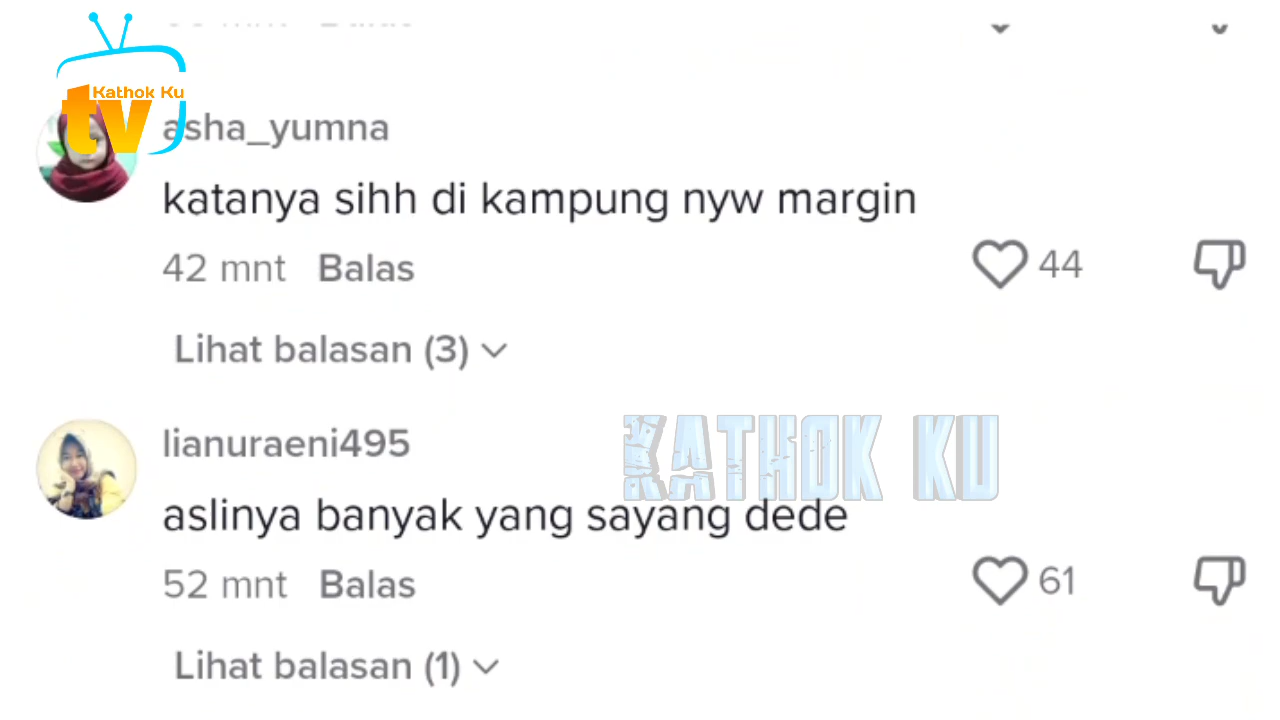 Kathok Ku
tv
asha_yumna
katanya sihh di kampung nyw margin
42 mnt Balas
44
Lihat balasan (3)
lianuraeni495
KATHOK KU
aslinya banyak yang sayang dede
52 mnt Balas
61
Lihat balasan (1)